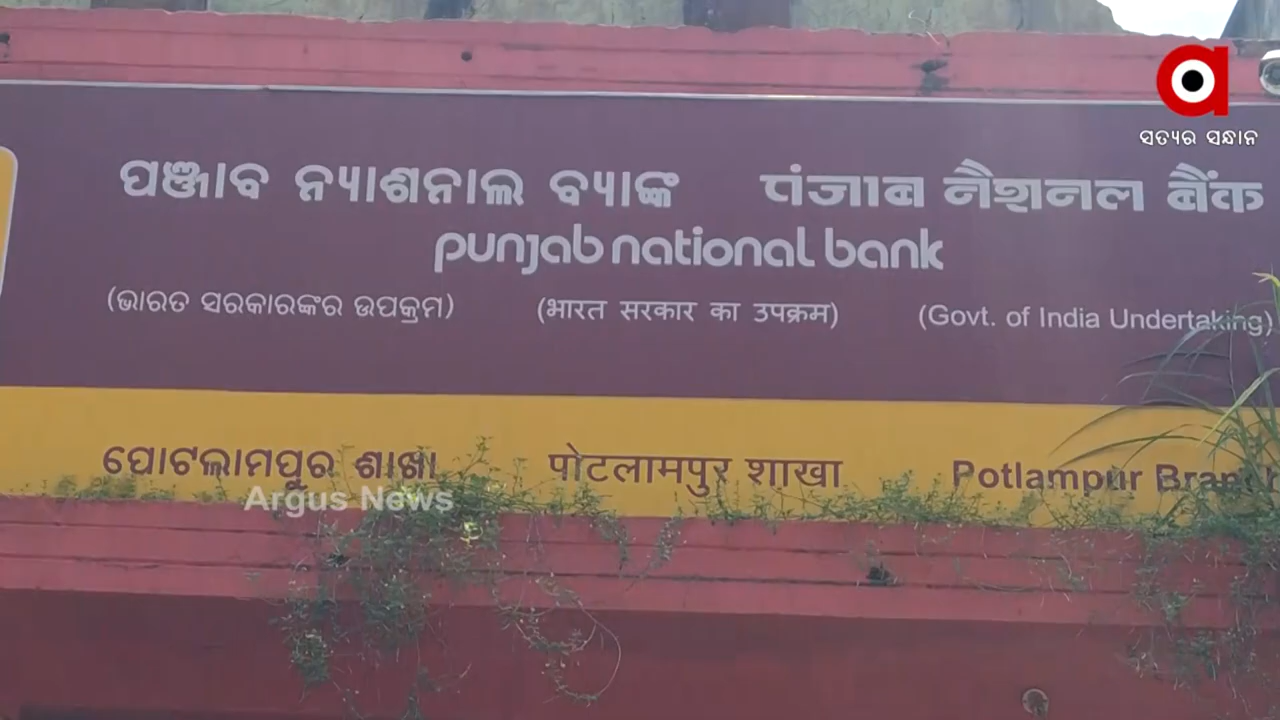 ସତ୍ୟର ସନ୍ଧାନ
ପଞ୍ଜାବ ନ୍ୟାଶନାଲ ବ୍ୟାଙ୍କ पंजाब नैशनल बैंक
punjab national bank
(ଭାରତ ସରକାରଙ୍କର ଉପକ୍ରମ) (भारत सरकार का उपक्रम) (Govt. of India Undertaking)
ପୋଟଲାମପୁର ଶାଖା पोटलामपुर शाखा Potlampur Branch
Argus News